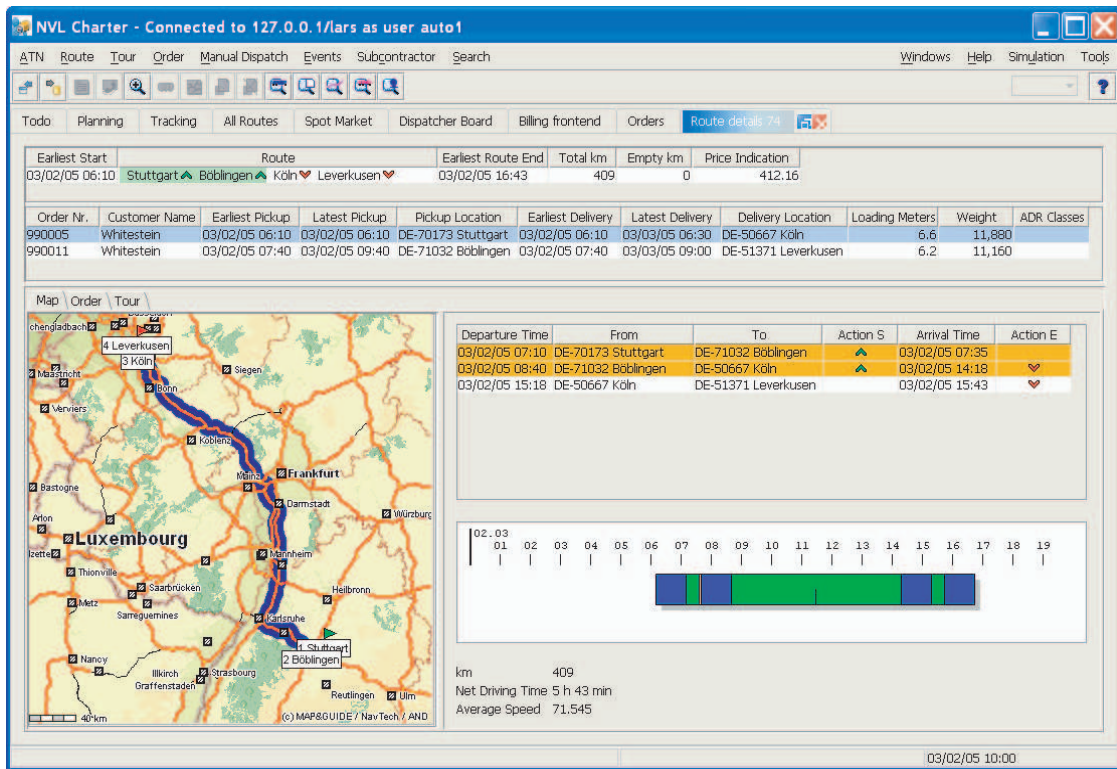 NVL Charter - Connected to 127.0.0.1/lars as user auto1
ATN Route Tour Order Manual Dispatch Events Subcontractor Search Windows Help Simulation Tools
Todo Planning Tracking All Routes Spot Market Dispatcher Board Billing frontend Orders Route details 74
Earliest Start Route Earliest Route End Total km Empty km Price Indication
03/02/05 06:10 Stuttgart Böblingen Köln Leverkusen 03/02/05 16:43 409 0 412.16
Order Nr. Customer Name Earliest Pickup Latest Pickup Pickup Location Earliest Delivery Latest Delivery Delivery Location Loading Meters Weight ADR Classes
990005 Whitestein 03/02/05 06:10 03/02/05 06:10 DE-70173 Stuttgart 03/02/05 06:10 03/03/05 06:30 DE-50667 Köln 6.6 11,880
990011 Whitestein 03/02/05 07:40 03/02/05 09:40 DE-71032 Böblingen 03/02/05 07:40 03/03/05 09:00 DE-51371 Leverkusen 6.2 11,160
Map Order Tour
chengladbach
4 Leverkusen
3 Köln
Maastricht
Siegen
Bonn
Verviers
Koblenz
Mainz
Frankfurt
Bastogne
Darmstadt
Würzburg
Arlon
Luxembourg
zette
Mannheim
Thionville
Saarbrücken
Heilbronn
Metz
Sarreguemines
Karlsruhe
1 Stuttgart
2 Böblingen
Nancy
Illkirch
Graffenstaden
Strasbourg
Reutlingen
Ulm
40 km
(c) MAP&GUIDE / NavTech / AND
Departure Time From To Action S Arrival Time Action E
03/02/05 07:10 DE-70173 Stuttgart DE-71032 Böblingen 03/02/05 07:35
03/02/05 08:40 DE-71032 Böblingen DE-50667 Köln 03/02/05 14:18
03/02/05 15:18 DE-50667 Köln DE-51371 Leverkusen 03/02/05 15:43
02.03
01 02 03 04 05 06 07 08 09 10 11 12 13 14 15 16 17 18 19
km 409
Net Driving Time 5 h 43 min
Average Speed 71.545
03/02/05 10:00